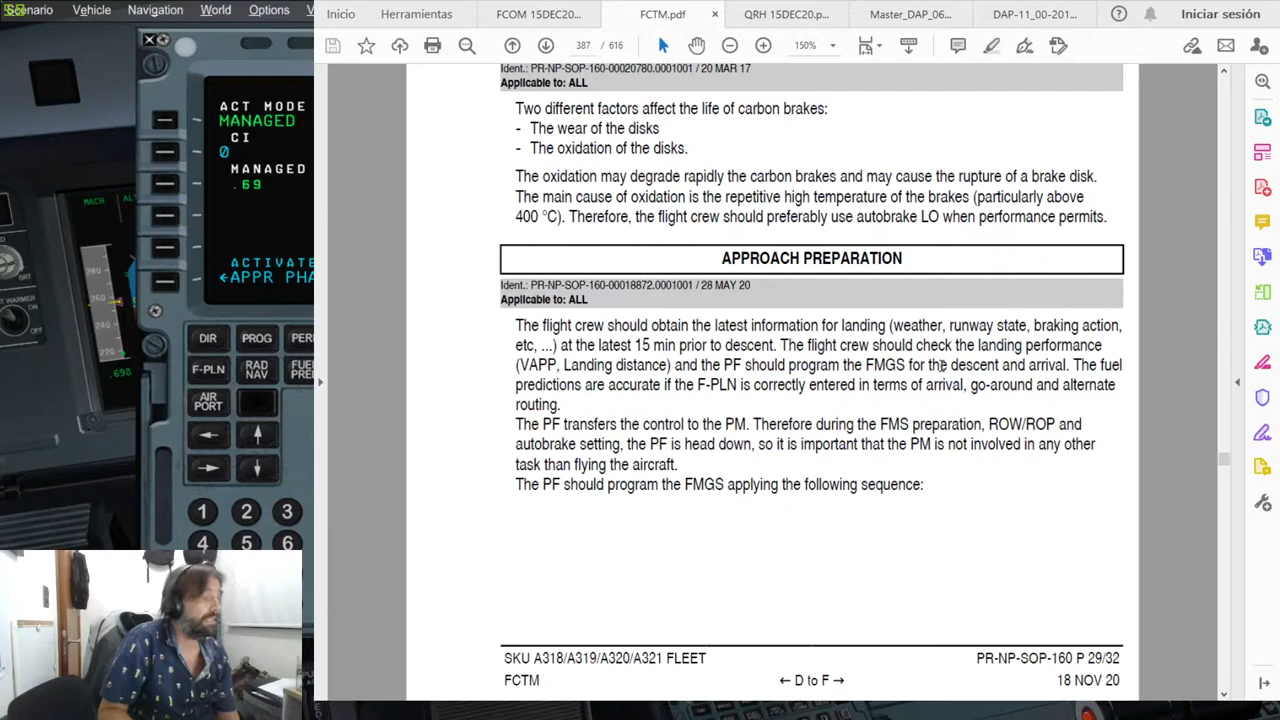 Scenario Vehicle Navigation World Options
Inicio Herramientas FCOM 15DEC20... FCTM.pdf × QRH 15DEC20.p... Master_DAP_06... DAP-11_00-201... Iniciar sesión
387 / 616 150%
Ident.: PR-NP-SOP-160-00020780.0001001 / 20 MAR 17
Applicable to: ALL
Two different factors affect the life of carbon brakes:
- The wear of the disks
- The oxidation of the disks.
The oxidation may degrade rapidly the carbon brakes and may cause the rupture of a brake disk.
The main cause of oxidation is the repetitive high temperature of the brakes (particularly above
400 °C). Therefore, the flight crew should preferably use autobrake LO when performance permits.
APPROACH PREPARATION
Ident.: PR-NP-SOP-160-00018872.0001001 / 28 MAY 20
Applicable to: ALL
The flight crew should obtain the latest information for landing (weather, runway state, braking action,
etc, ...) at the latest 15 min prior to descent. The flight crew should check the landing performance
(VAPP, Landing distance) and the PF should program the FMGS for the descent and arrival. The fuel
predictions are accurate if the F-PLN is correctly entered in terms of arrival, go-around and alternate
routing.
The PF transfers the control to the PM. Therefore during the FMS preparation, ROW/ROP and
autobrake setting, the PF is head down, so it is important that the PM is not involved in any other
task than flying the aircraft.
The PF should program the FMGS applying the following sequence:
SKU A318/A319/A320/A321 FLEET PR-NP-SOP-160 P 29/32
FCTM ← D to F → 18 NOV 20
ACT MODE
MANAGED
CI
0
MANAGED
.69
ACTIVATE
←APPR PHA
MACH
280
260
240
220
.690
OFF
DIR PROG PER
F-PLN RAD NAV FUE PRE
AIR PORT
← ↑
→ ↓
1 2 3
4 5 6